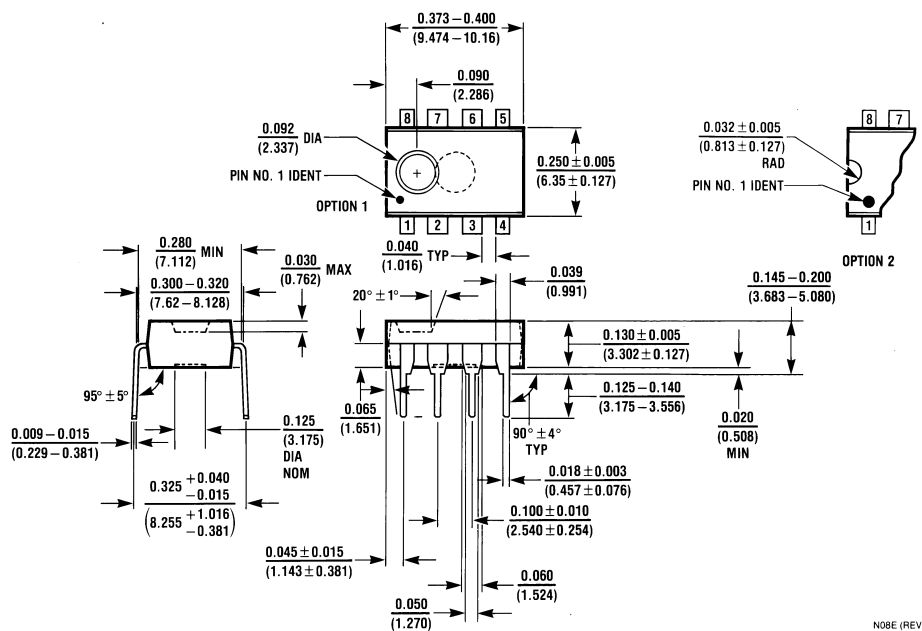 0.373 – 0.400
(9.474 – 10.16)
0.090
(2.286)
8 7 6 5
0.092 DIA
(2.337)
PIN NO. 1 IDENT
OPTION 1
1 2 3 4
0.250 ± 0.005
(6.35 ± 0.127)
0.032 ± 0.005
(0.813 ± 0.127)
RAD
PIN NO. 1 IDENT
8 7
1
OPTION 2
0.280 MIN
(7.112)
0.300 – 0.320
(7.62 – 8.128)
0.030 MAX
(0.762)
0.040 TYP
(1.016)
20° ± 1°
0.039
(0.991)
0.145 – 0.200
(3.683 – 5.080)
0.130 ± 0.005
(3.302 ± 0.127)
0.125 – 0.140
(3.175 – 3.556)
0.020
(0.508)
MIN
95° ± 5°
0.009 – 0.015
(0.229 – 0.381)
0.125
(3.175)
DIA
NOM
0.065
(1.651)
90° ± 4°
TYP
0.018 ± 0.003
(0.457 ± 0.076)
0.325 +0.040
−0.015
(8.255 +1.016
−0.381)
0.100 ± 0.010
(2.540 ± 0.254)
0.045 ± 0.015
(1.143 ± 0.381)
0.060
(1.524)
0.050
(1.270)
N08E (REV